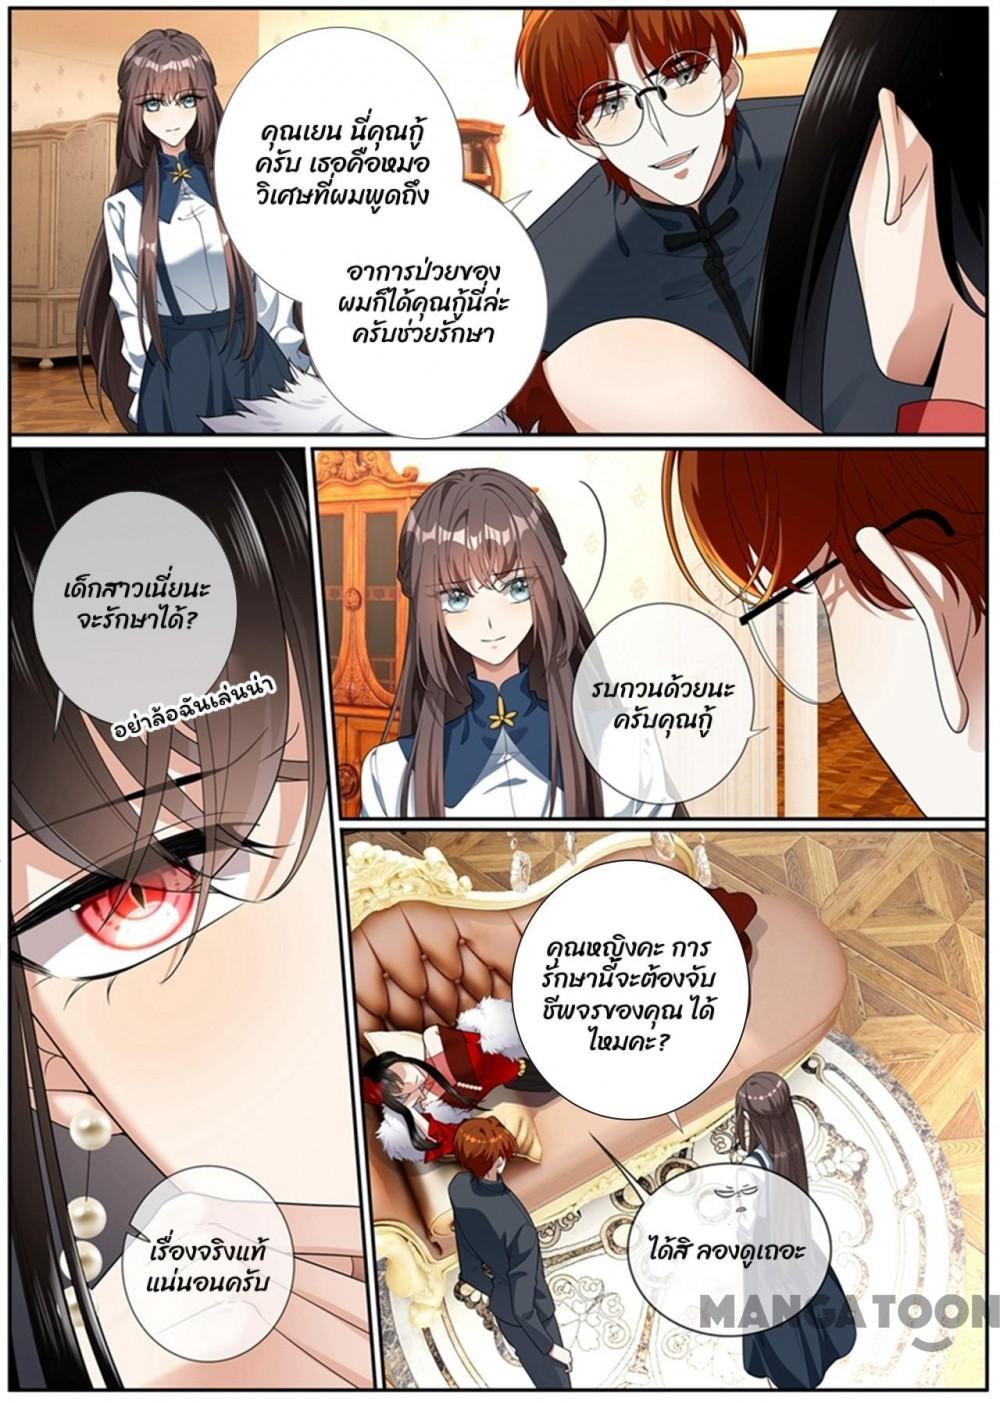 คุณเยน นี่คุณกู้
ครับ เธอคือหมอ
วิเศษที่ผมพูดถึง
อาการป่วยของ
ผมก็ได้คุณกู้นี่ล่ะ
ครับช่วยรักษา
เด็กสาวเนี่ยนะ
จะรักษาได้?
อย่าล้อฉันเล่นน่า
รบกวนด้วยนะ
ครับคุณกู้
เรื่องจริงแท้
แน่นอนครับ
คุณหญิงคะ การ
รักษานี้จะต้องจับ
ชีพจรของคุณ ได้
ไหมคะ?
ได้สิ ลองดูเถอะ
MANGATOON